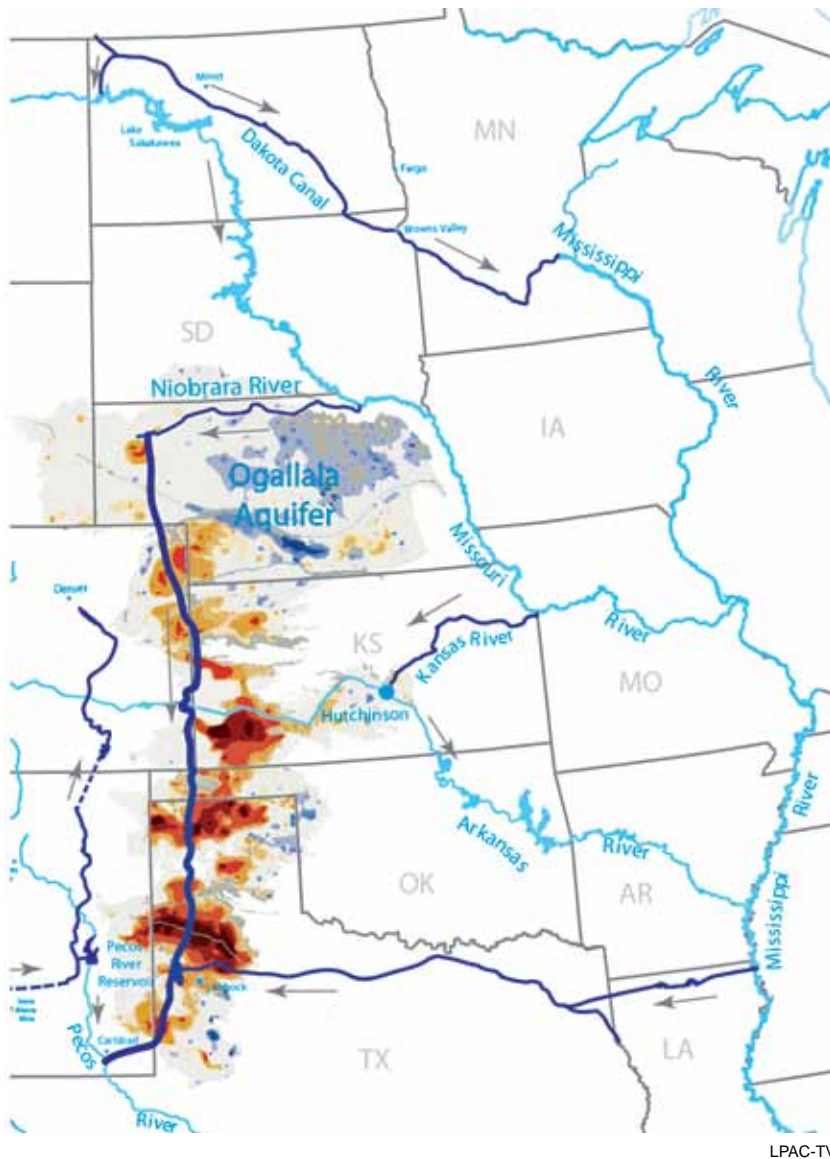 Minot
Lake
Sakakawea
Dakota Canal
Fargo
MN
Browns Valley
Mississippi
River
SD
Niobrara River
IA
Ogallala
Aquifer
Missouri
River
Denver
KS
Kansas River
Hutchinson
MO
Arkansas
River
OK
AR
River
Mississippi
Pecos
River
Reservoir
Lubbock
Carlsbad
Pecos
River
TX
LA
LPAC-TV